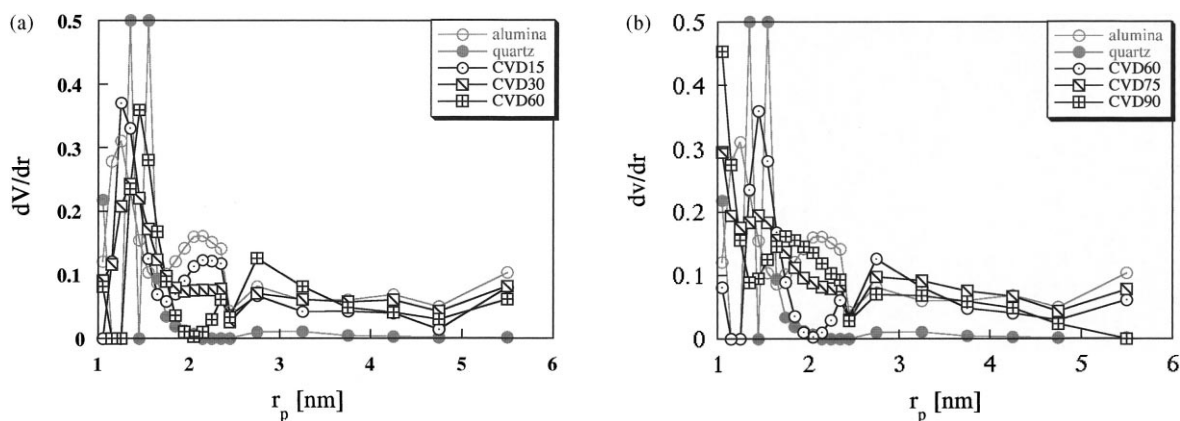 (a)
dV/dr
0.5
0.4
0.3
0.2
0.1
0
1 2 3 4 5 6
r_p [nm]
alumina
quartz
CVD15
CVD30
CVD60
(b)
dv/dr
0.5
0.4
0.3
0.2
0.1
0
1 2 3 4 5 6
r_p [nm]
alumina
quartz
CVD60
CVD75
CVD90